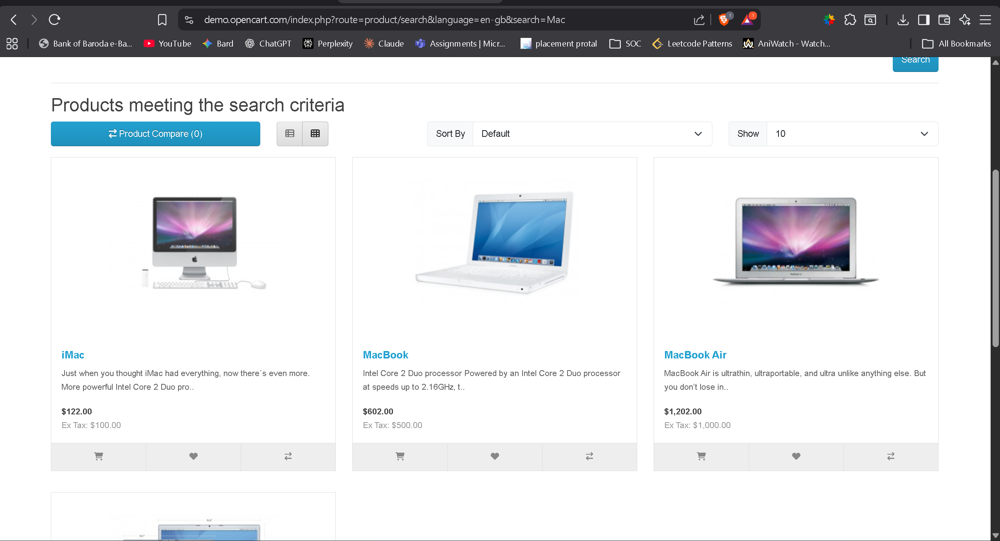 demo.opencart.com/index.php?route=product/search&language=en-gb&search=Mac
1
1
Bank of Baroda e-Ba...
YouTube
Bard
ChatGPT
Perplexity
Claude
Assignments | Micr...
placement protal
SOC
Leetcode Patterns
AniWatch - Watch...
All Bookmarks
Search
Products meeting the search criteria
Product Compare (0)
Sort By
Default
Show
10
iMac
Just when you thought iMac had everything, now there´s even more.
More powerful Intel Core 2 Duo pro..
$122.00
Ex Tax: $100.00
MacBook
Intel Core 2 Duo processor Powered by an Intel Core 2 Duo processor
at speeds up to 2.16GHz, t..
$602.00
Ex Tax: $500.00
MacBook Air
MacBook Air is ultrathin, ultraportable, and ultra unlike anything else. But
you don’t lose in..
$1,202.00
Ex Tax: $1,000.00